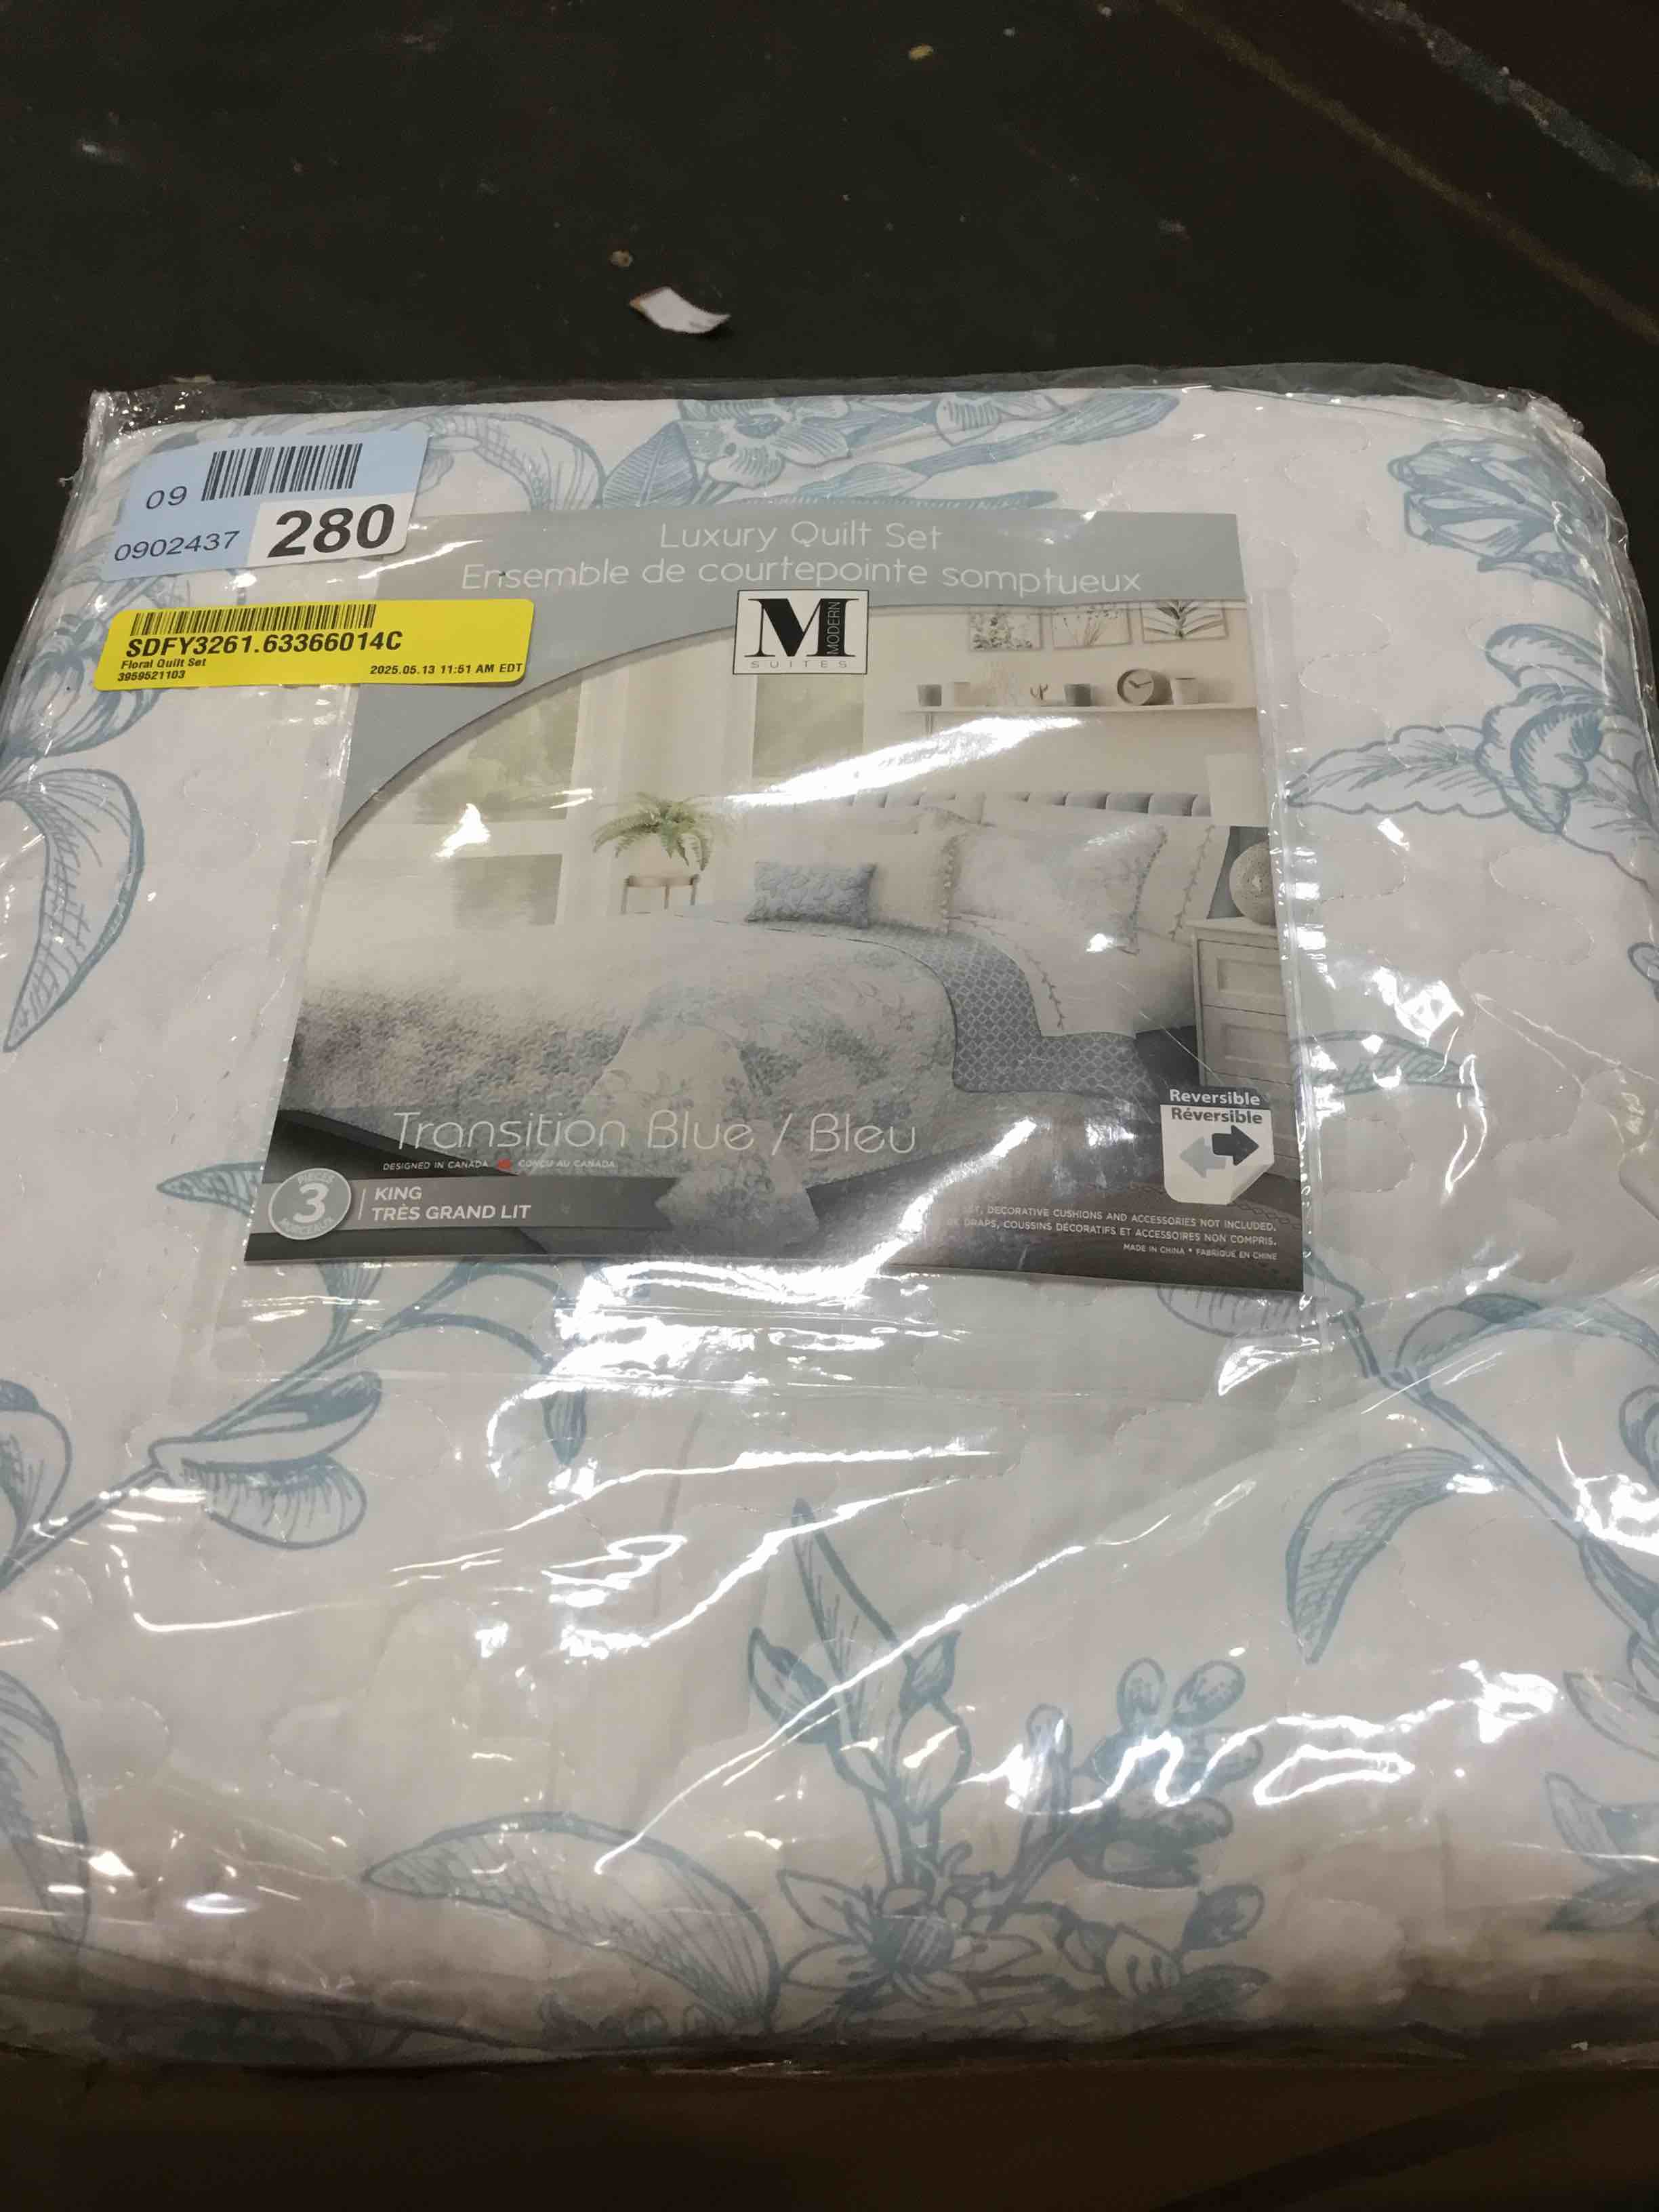 09
0902437 280
SDFY3261.63366014C
Floral Quilt Set
3959521103
2025.05.13 11:51 AM EDT
Luxury Quilt Set
Ensemble de courtepointe somptueux
M MODERN
SUITES
Transition Blue / Bleu
DESIGNED IN CANADA CONÇU AU CANADA
PIECES
3
MORCEAUX
KING
TRÈS GRAND LIT
Reversible
Réversible
DECORATIVE CUSHIONS AND ACCESSORIES NOT INCLUDED.
DRAPS, COUSSINS DÉCORATIFS ET ACCESSOIRES NON COMPRIS.
MADE IN CHINA • FABRIQUÉ EN CHINE